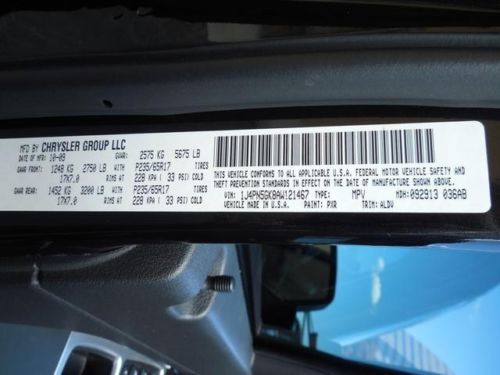 MFD BY CHRYSLER GROUP LLC
DATE OF MFR: 10-09 GVWR: 2575 KG 5675 LB
GAWR FRONT: 1248 KG 2750 LB WITH P235/65R17 TIRES
17X7.0 RIMS AT 228 KPA ( 33 PSI) COLD
GAWR REAR: 1452 KG 3200 LB WITH P235/65R17 TIRES
17X7.0 RIMS AT 228 KPA ( 33 PSI) COLD
THIS VEHICLE CONFORMS TO ALL APPLICABLE U.S.A. FEDERAL MOTOR VEHICLE SAFETY, BUMPER AND
THEFT PREVENTION STANDARDS IN EFFECT ON THE DATE OF MANUFACTURE SHOWN ABOVE.
VEHICLE MADE IN U.S.A. MDH: 092913 036AB
VIN: 1J4PN5GK8AW121467 TYPE: MPV
PAINT: PXR TRIM: ALDV